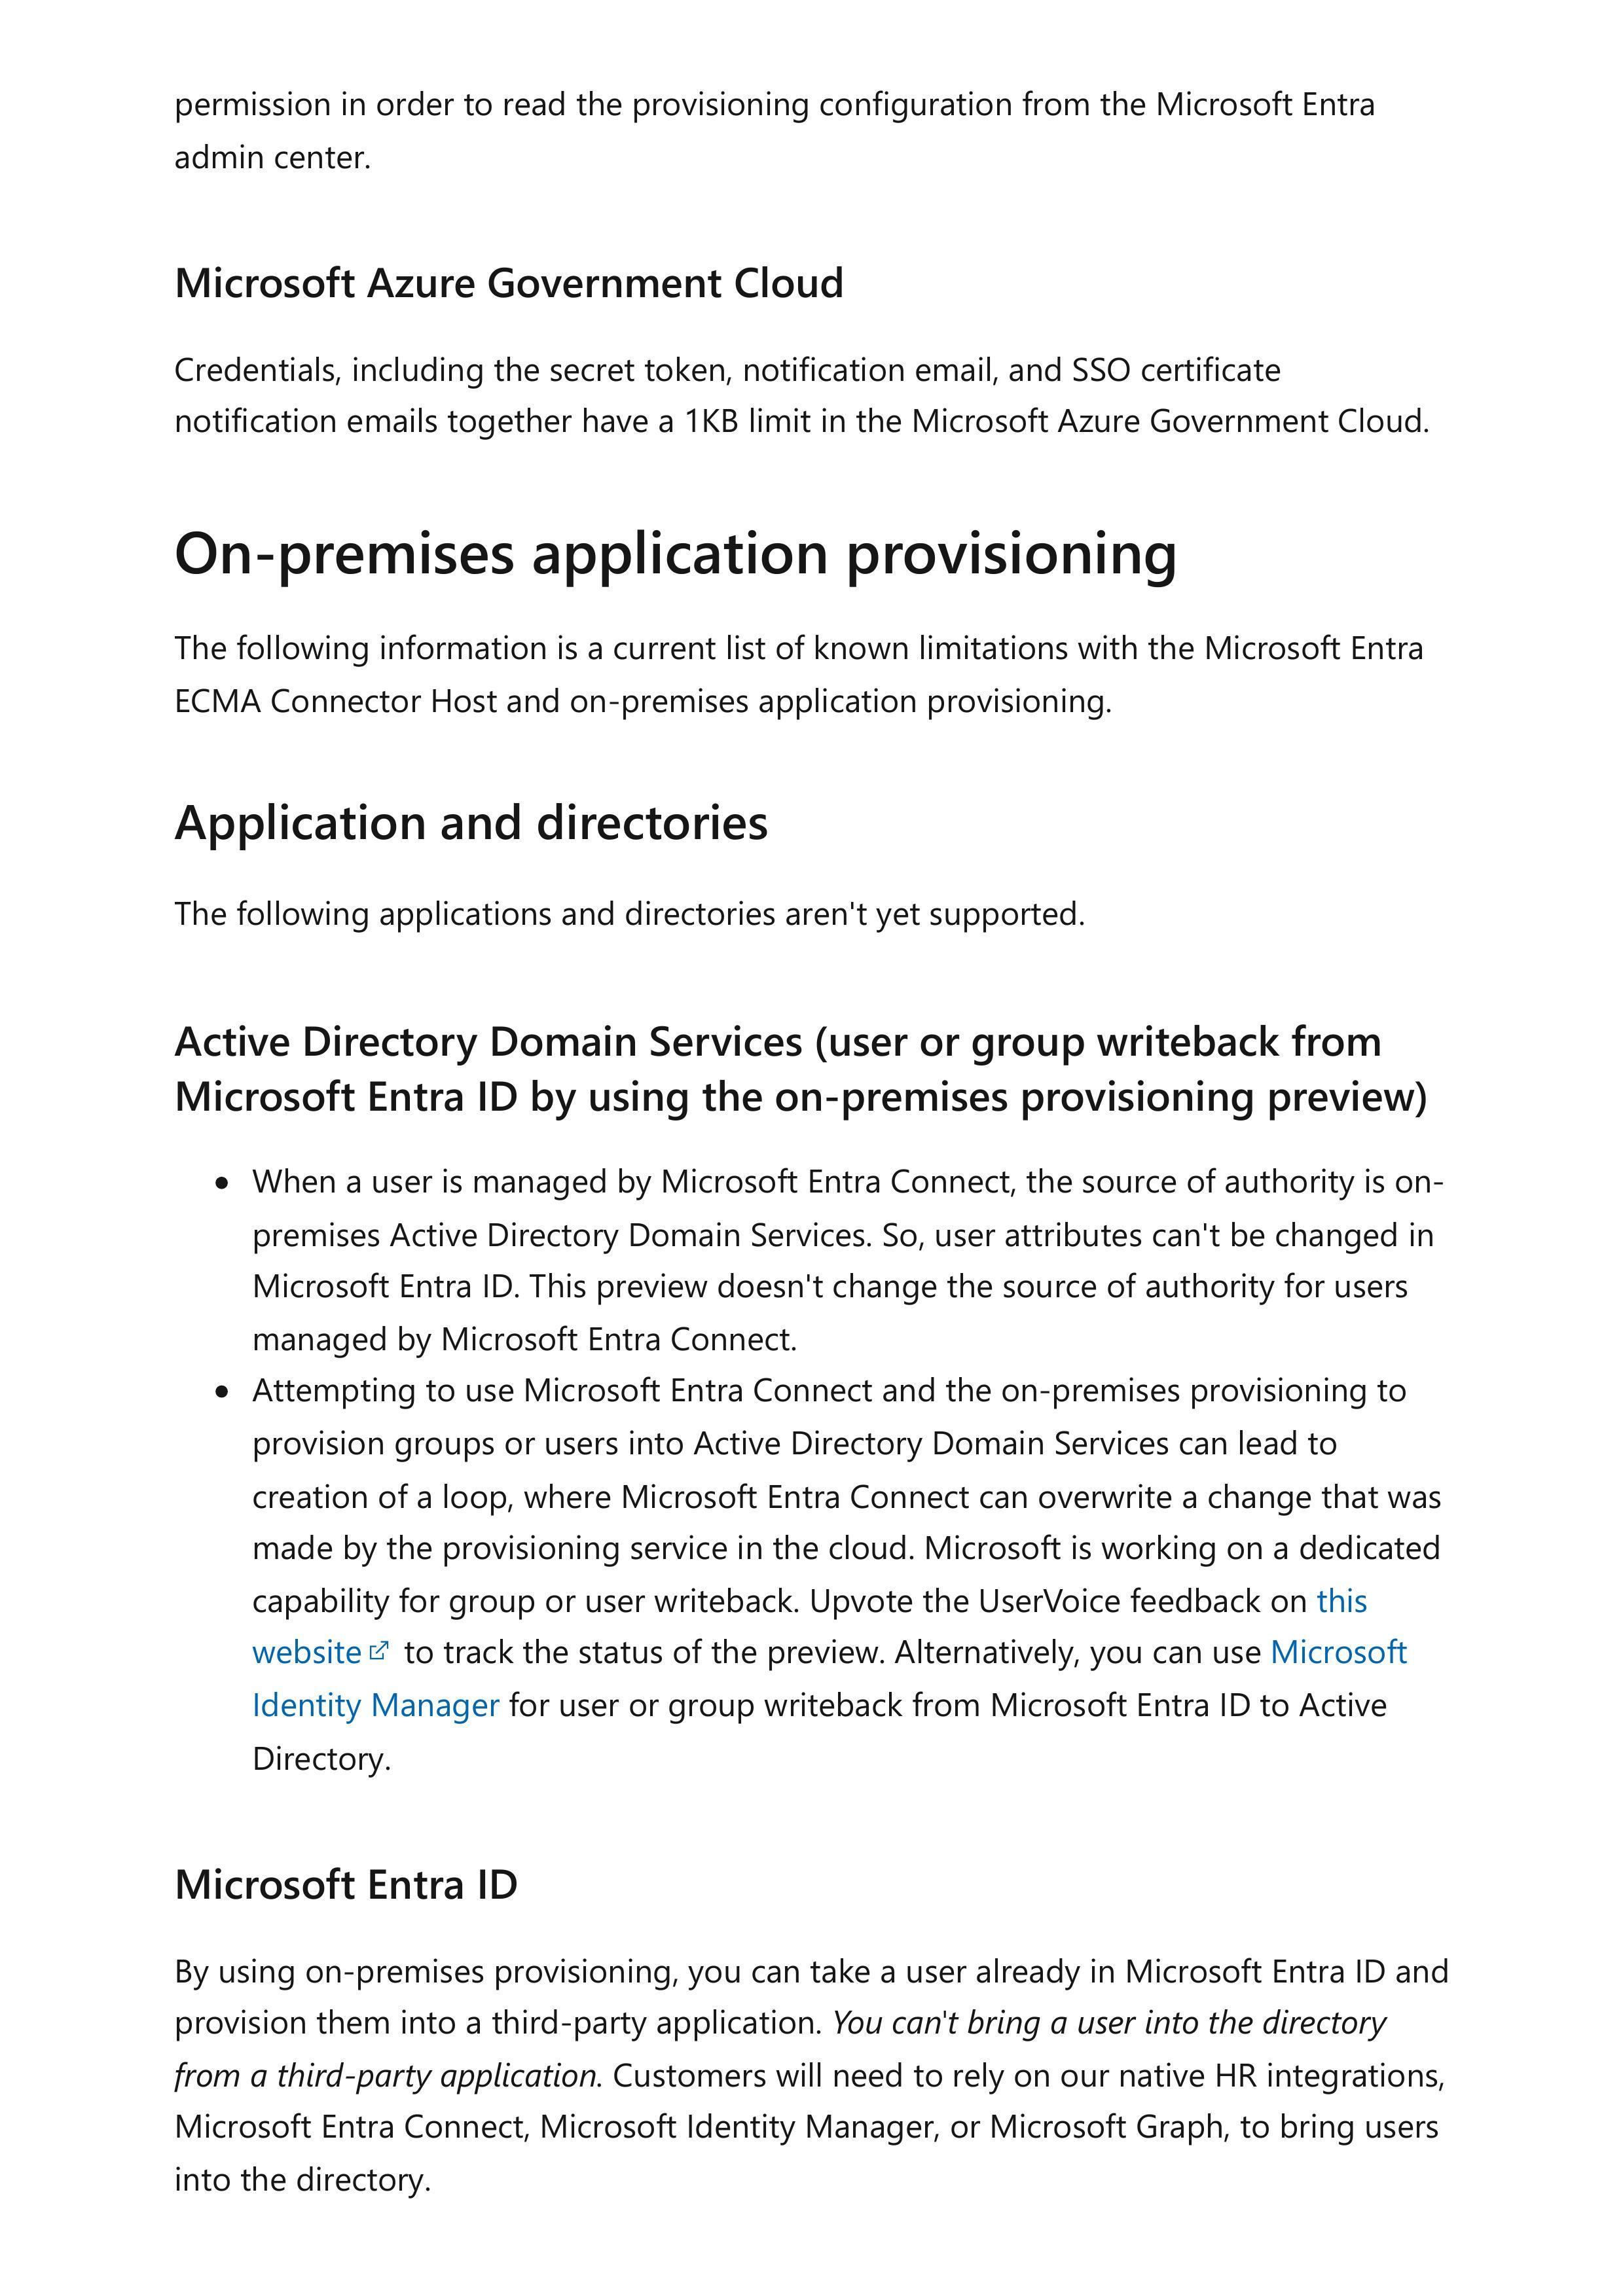 permission in order to read the provisioning configuration from the Microsoft Entra
admin center.
Microsoft Azure Government Cloud
Credentials, including the secret token, notification email, and SSO certificate
notification emails together have a 1KB limit in the Microsoft Azure Government Cloud.
On-premises application provisioning
The following information is a current list of known limitations with the Microsoft Entra
ECMA Connector Host and on-premises application provisioning.
Application and directories
The following applications and directories aren't yet supported.
Active Directory Domain Services (user or group writeback from
Microsoft Entra ID by using the on-premises provisioning preview)
• When a user is managed by Microsoft Entra Connect, the source of authority is on-
premises Active Directory Domain Services. So, user attributes can't be changed in
Microsoft Entra ID. This preview doesn't change the source of authority for users
managed by Microsoft Entra Connect.
• Attempting to use Microsoft Entra Connect and the on-premises provisioning to
provision groups or users into Active Directory Domain Services can lead to
creation of a loop, where Microsoft Entra Connect can overwrite a change that was
made by the provisioning service in the cloud. Microsoft is working on a dedicated
capability for group or user writeback. Upvote the UserVoice feedback on this
website to track the status of the preview. Alternatively, you can use Microsoft
Identity Manager for user or group writeback from Microsoft Entra ID to Active
Directory.
Microsoft Entra ID
By using on-premises provisioning, you can take a user already in Microsoft Entra ID and
provision them into a third-party application. You can't bring a user into the directory
from a third-party application. Customers will need to rely on our native HR integrations,
Microsoft Entra Connect, Microsoft Identity Manager, or Microsoft Graph, to bring users
into the directory.